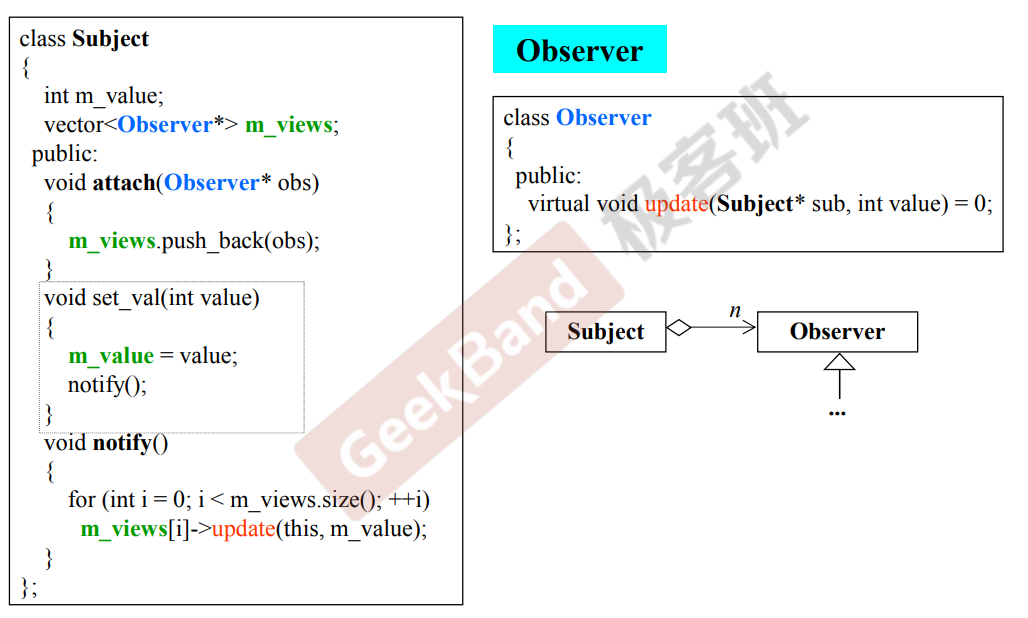 class Subject
{
int m_value;
vector<Observer*> m_views;
public:
void attach(Observer* obs)
{
m_views.push_back(obs);
}
void set_val(int value)
{
m_value = value;
notify();
}
void notify()
{
for (int i = 0; i < m_views.size(); ++i)
m_views[i]->update(this, m_value);
}
};
Observer
class Observer
{
public:
virtual void update(Subject* sub, int value) = 0;
};
Subject
n
Observer
...
GeekBand 极客班